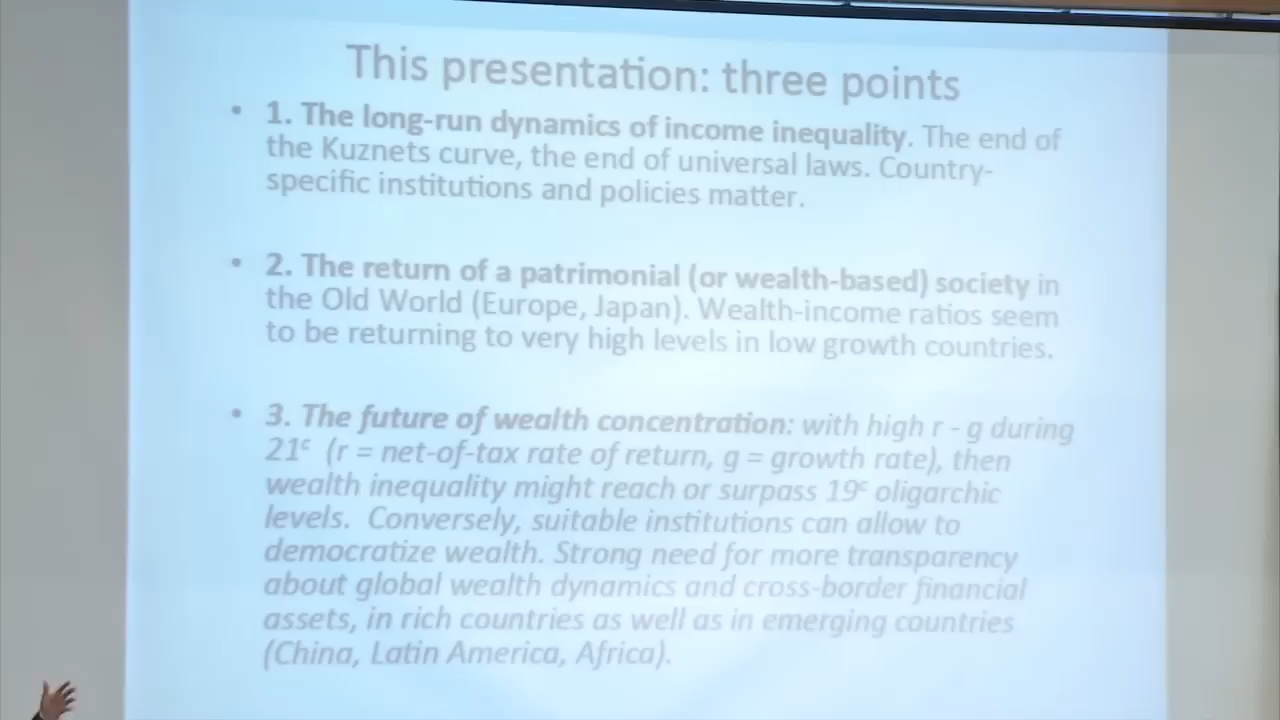 This presentation: three points
• 1. The long-run dynamics of income inequality. The end of
the Kuznets curve, the end of universal laws. Country-
specific institutions and policies matter.
• 2. The return of a patrimonial (or wealth-based) society in
the Old World (Europe, Japan). Wealth-income ratios seem
to be returning to very high levels in low growth countries.
• 3. The future of wealth concentration: with high r - g during
21ᶜ (r = net-of-tax rate of return, g = growth rate), then
wealth inequality might reach or surpass 19ᶜ oligarchic
levels. Conversely, suitable institutions can allow to
democratize wealth. Strong need for more transparency
about global wealth dynamics and cross-border financial
assets, in rich countries as well as in emerging countries
(China, Latin America, Africa).